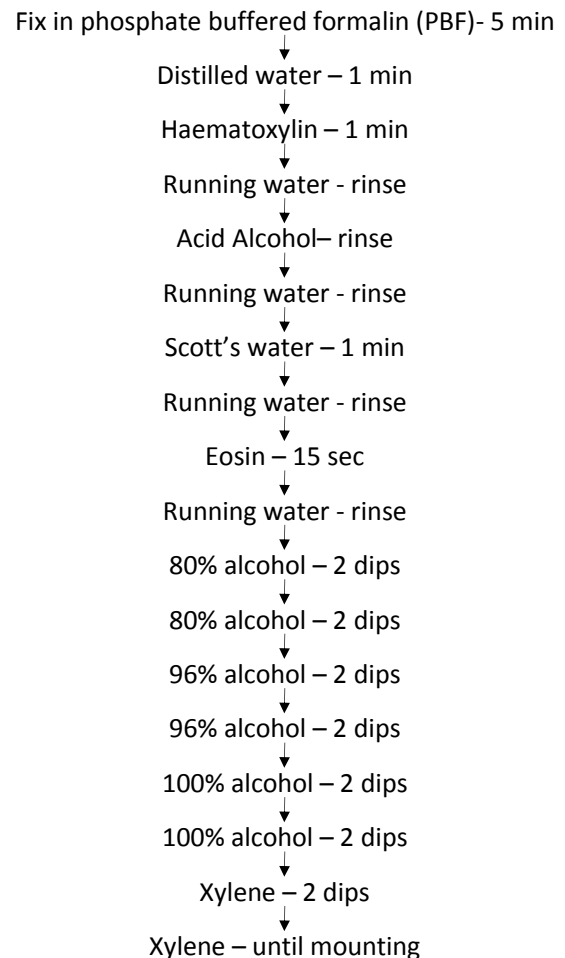 Fix in phosphate buffered formalin (PBF)- 5 min
Distilled water – 1 min
Haematoxylin – 1 min
Running water - rinse
Acid Alcohol– rinse
Running water - rinse
Scott’s water – 1 min
Running water - rinse
Eosin – 15 sec
Running water - rinse
80% alcohol – 2 dips
80% alcohol – 2 dips
96% alcohol – 2 dips
96% alcohol – 2 dips
100% alcohol – 2 dips
100% alcohol – 2 dips
Xylene – 2 dips
Xylene – until mounting